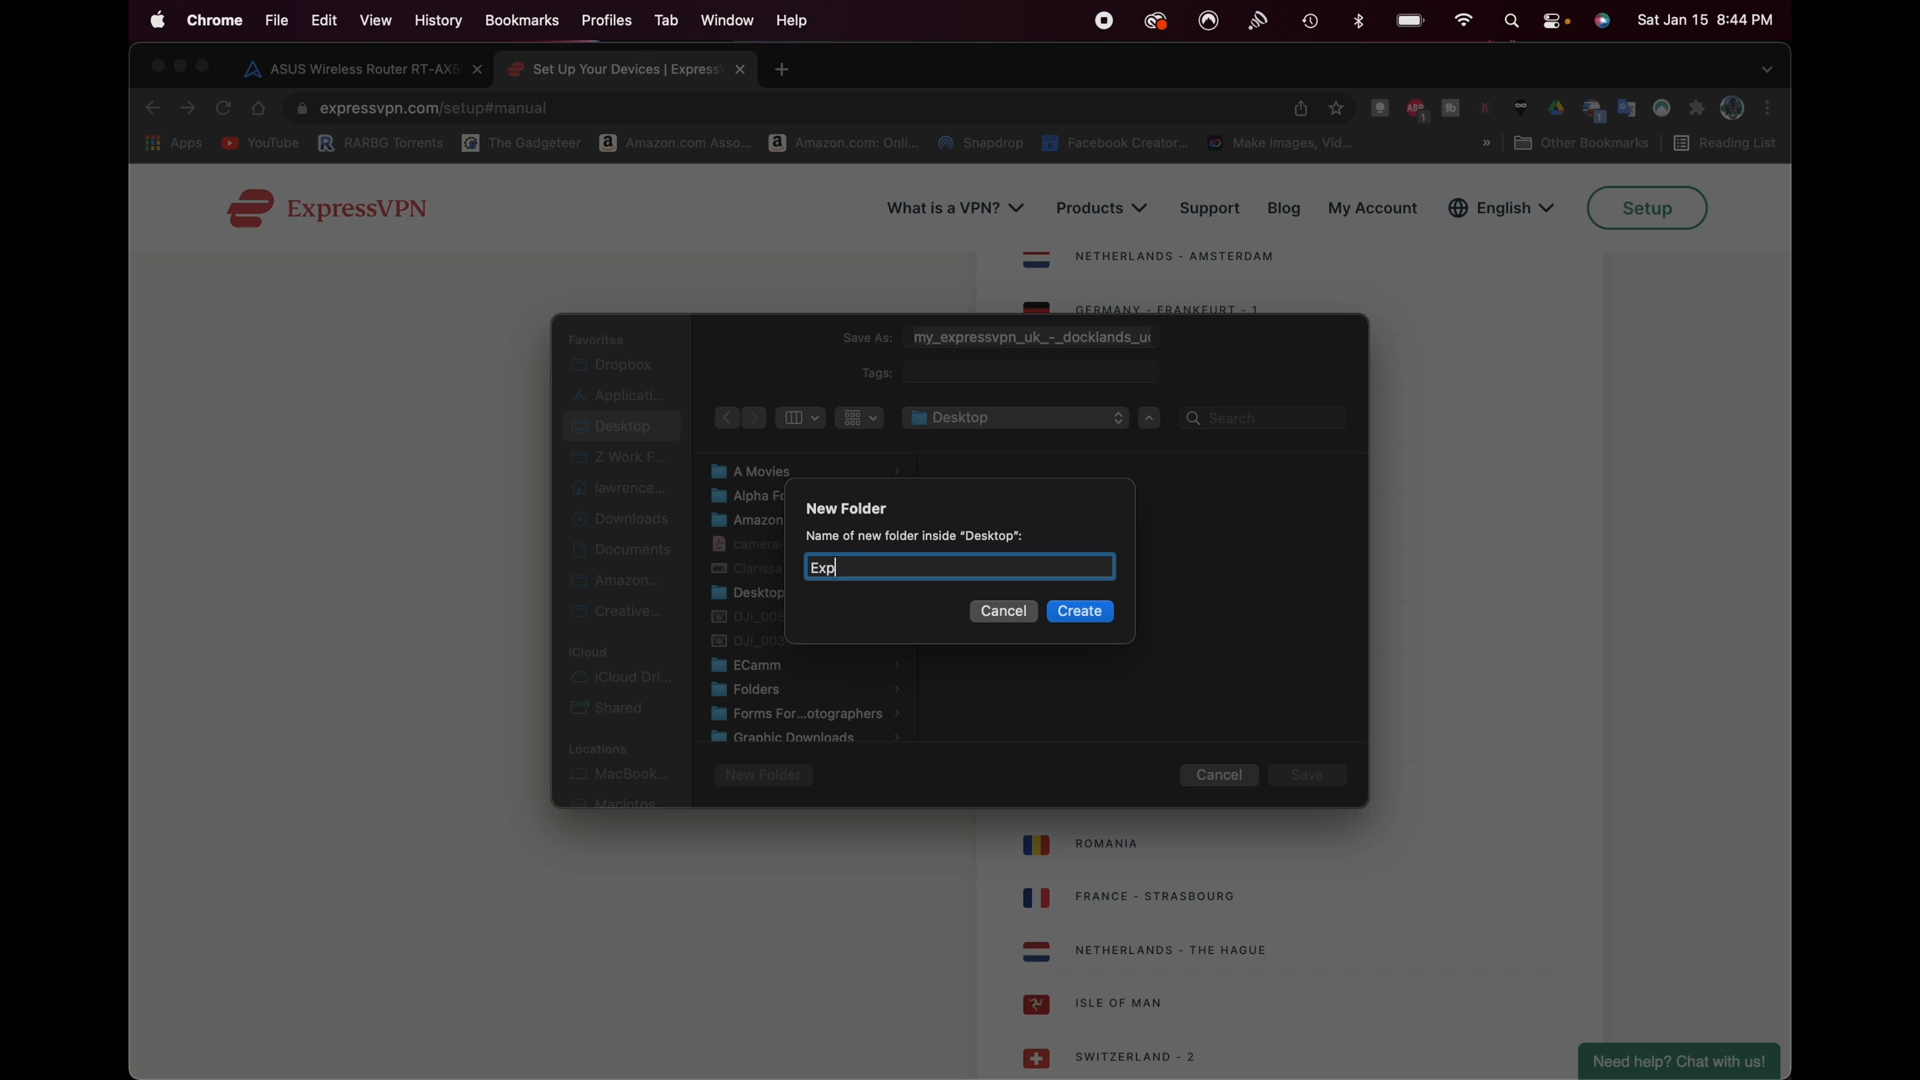 Chrome File Edit View History Bookmarks Profiles Tab Window Help Sat Jan 15 8:44 PM
ASUS Wireless Router RT-AX5 Set Up Your Devices | Express
expressvpn.com/setup#manual
Apps YouTube RARBG Torrents The Gadgeteer Amazon.com Asso... Amazon.com: Onli... Snapdrop Facebook Creator... Make Images, Vid... » Other Bookmarks Reading List
ExpressVPN What is a VPN? Products Support Blog My Account English Setup
NETHERLANDS - AMSTERDAM
GERMANY - FRANKFURT - 1
Favorites
Dropbox
Applicati...
Desktop
Z Work F...
lawrence...
Downloads
Documents
Amazon...
Creative...
iCloud
iCloud Dri...
Shared
Locations
MacBook...
Macintos
Save As: my_expressvpn_uk_-_docklands_u
Tags:
Desktop Search
A Movies
Alpha Fo
Amazon
camera-
Clarissa
Desktop
DJI_003
DJI_003
ECamm
Folders
Forms For...otographers
Graphic Downloads
New Folder
Name of new folder inside “Desktop”:
Exp
Cancel Create
New Folder Cancel Save
ROMANIA
FRANCE - STRASBOURG
NETHERLANDS - THE HAGUE
ISLE OF MAN
SWITZERLAND - 2
Need help? Chat with us!